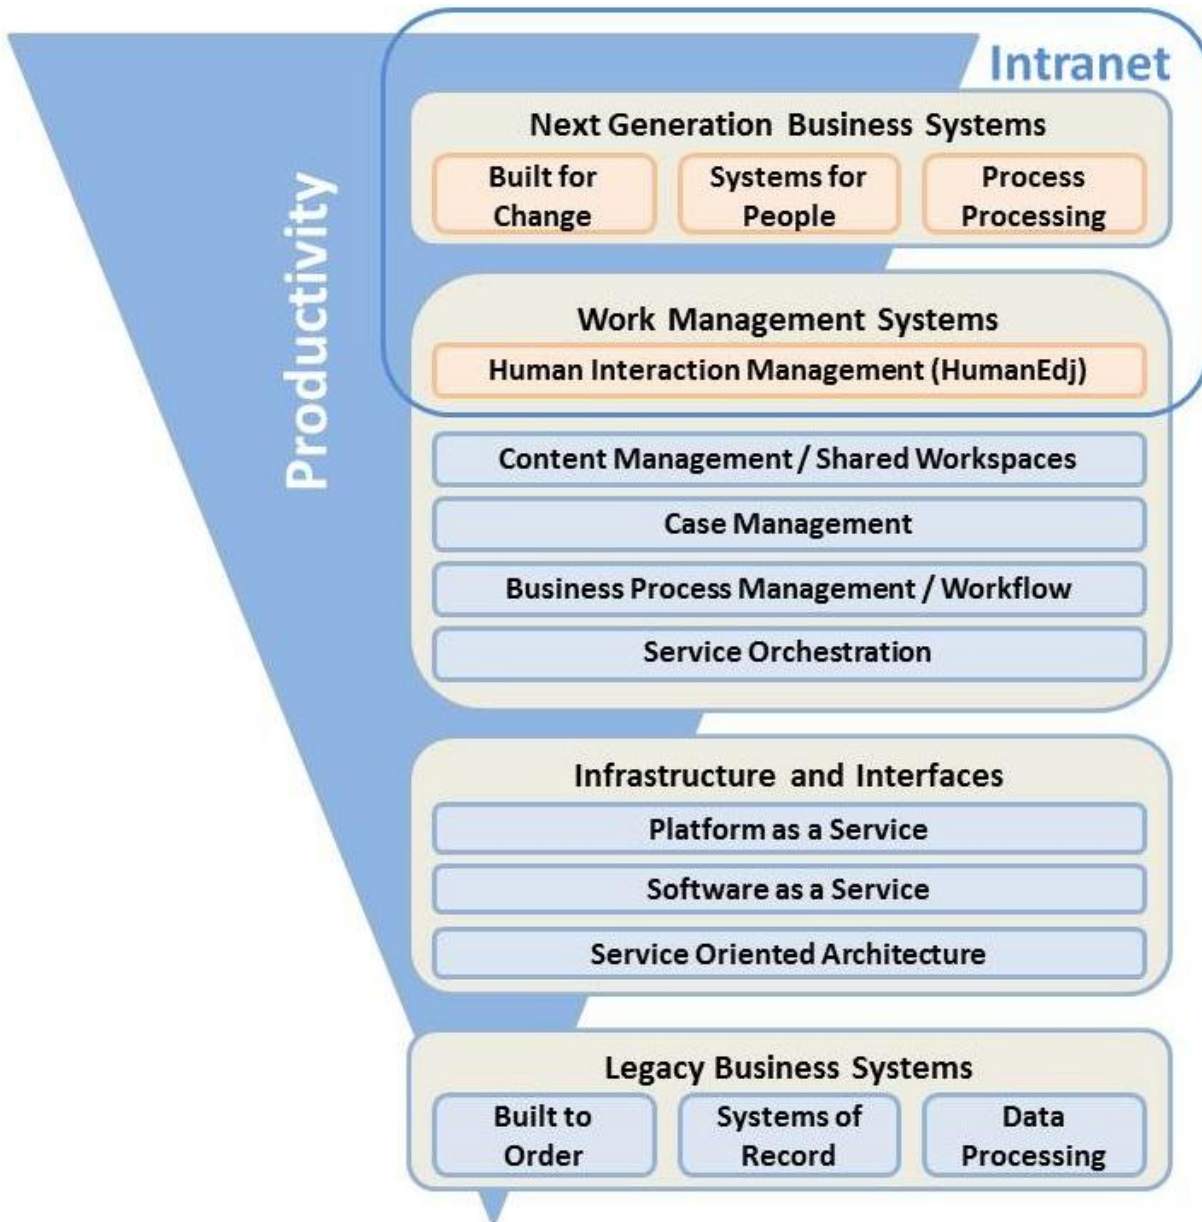 Intranet
Next Generation Business Systems
Built for
Change
Systems for
People
Process
Processing
Productivity
Work Management Systems
Human Interaction Management (HumanEdj)
Content Management / Shared Workspaces
Case Management
Business Process Management / Workflow
Service Orchestration
Infrastructure and Interfaces
Platform as a Service
Software as a Service
Service Oriented Architecture
Legacy Business Systems
Built to
Order
Systems of
Record
Data
Processing